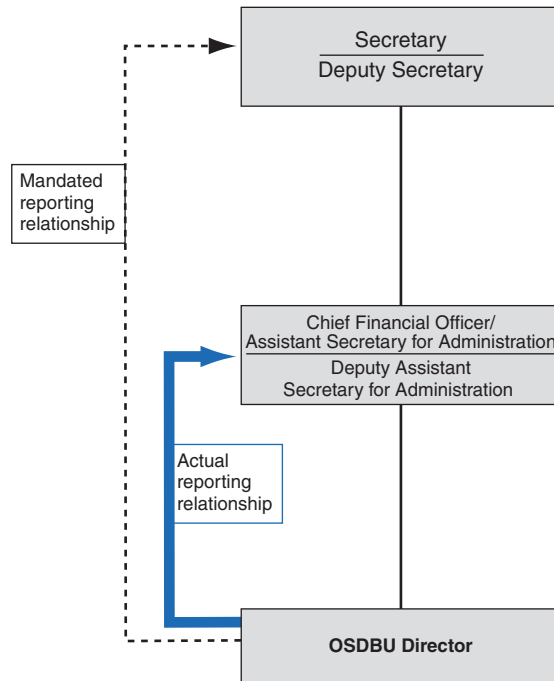 Secretary
Deputy Secretary
Mandated
reporting
relationship
Chief Financial Officer/
Assistant Secretary for Administration
Deputy Assistant
Secretary for Administration
Actual
reporting
relationship
OSDBU Director